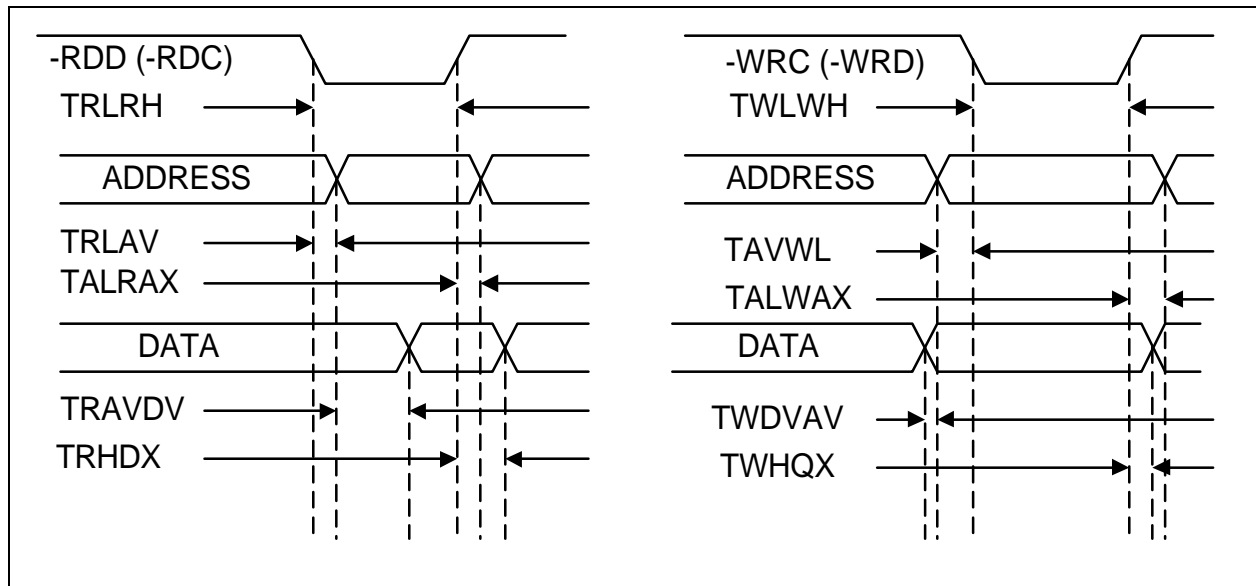 -RDD (-RDC)
TRLRH
ADDRESS
TRLAV
TALRAX
DATA
TRAVDV
TRHDX
-WRC (-WRD)
TWLWH
ADDRESS
TAVWL
TALWAX
DATA
TWDVAV
TWHQX